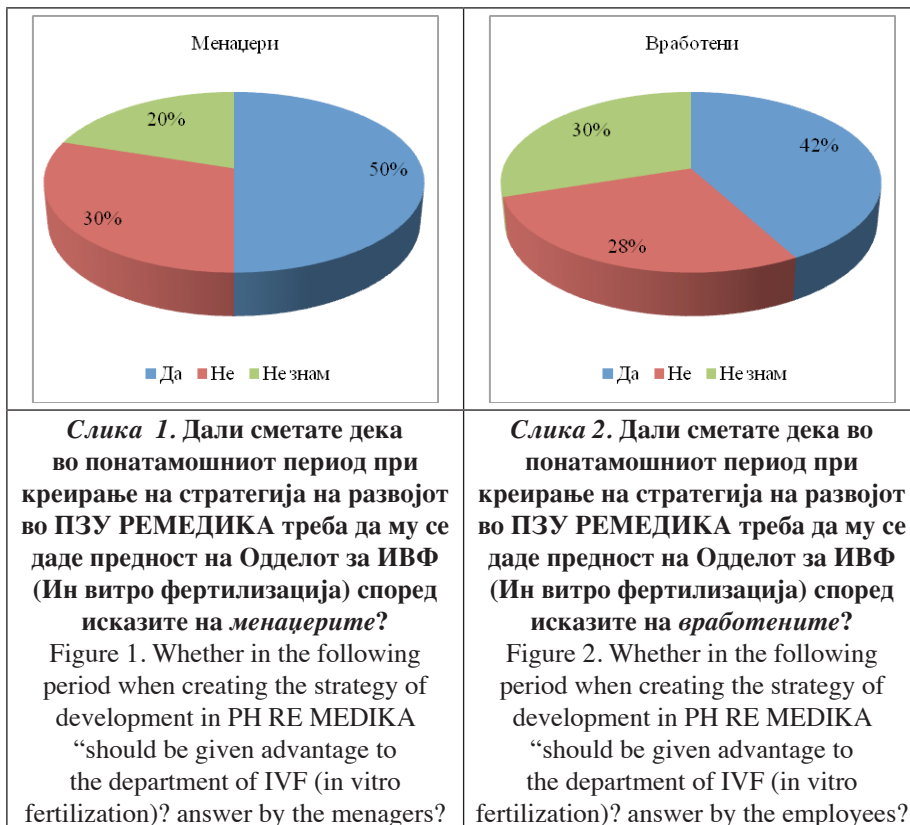 Менаџери
20%
50%
30%
Да Не Не знам
Слика 1. Дали сметате дека
во понатамошниот период при
креирање на стратегија на развојот
во ПЗУ РЕМЕДИКА треба да му се
даде предност на Одделот за ИВФ
(Ин витро фертилизација) според
исказите на менаџерите?
Figure 1. Whether in the following
period when creating the strategy of
development in PH RE MEDIKA
“should be given advantage to
the department of IVF (in vitro
fertilization)? answer by the menagers?
Вработени
30%
42%
28%
Да Не Не знам
Слика 2. Дали сметате дека во
понатамошниот период при
креирање на стратегија на развојот
во ПЗУ РЕМЕДИКА треба да му се
даде предност на Одделот за ИВФ
(Ин витро фертилизација) според
исказите на вработените?
Figure 2. Whether in the following
period when creating the strategy of
development in PH RE MEDIKA
“should be given advantage to
the department of IVF (in vitro
fertilization)? answer by the employees?